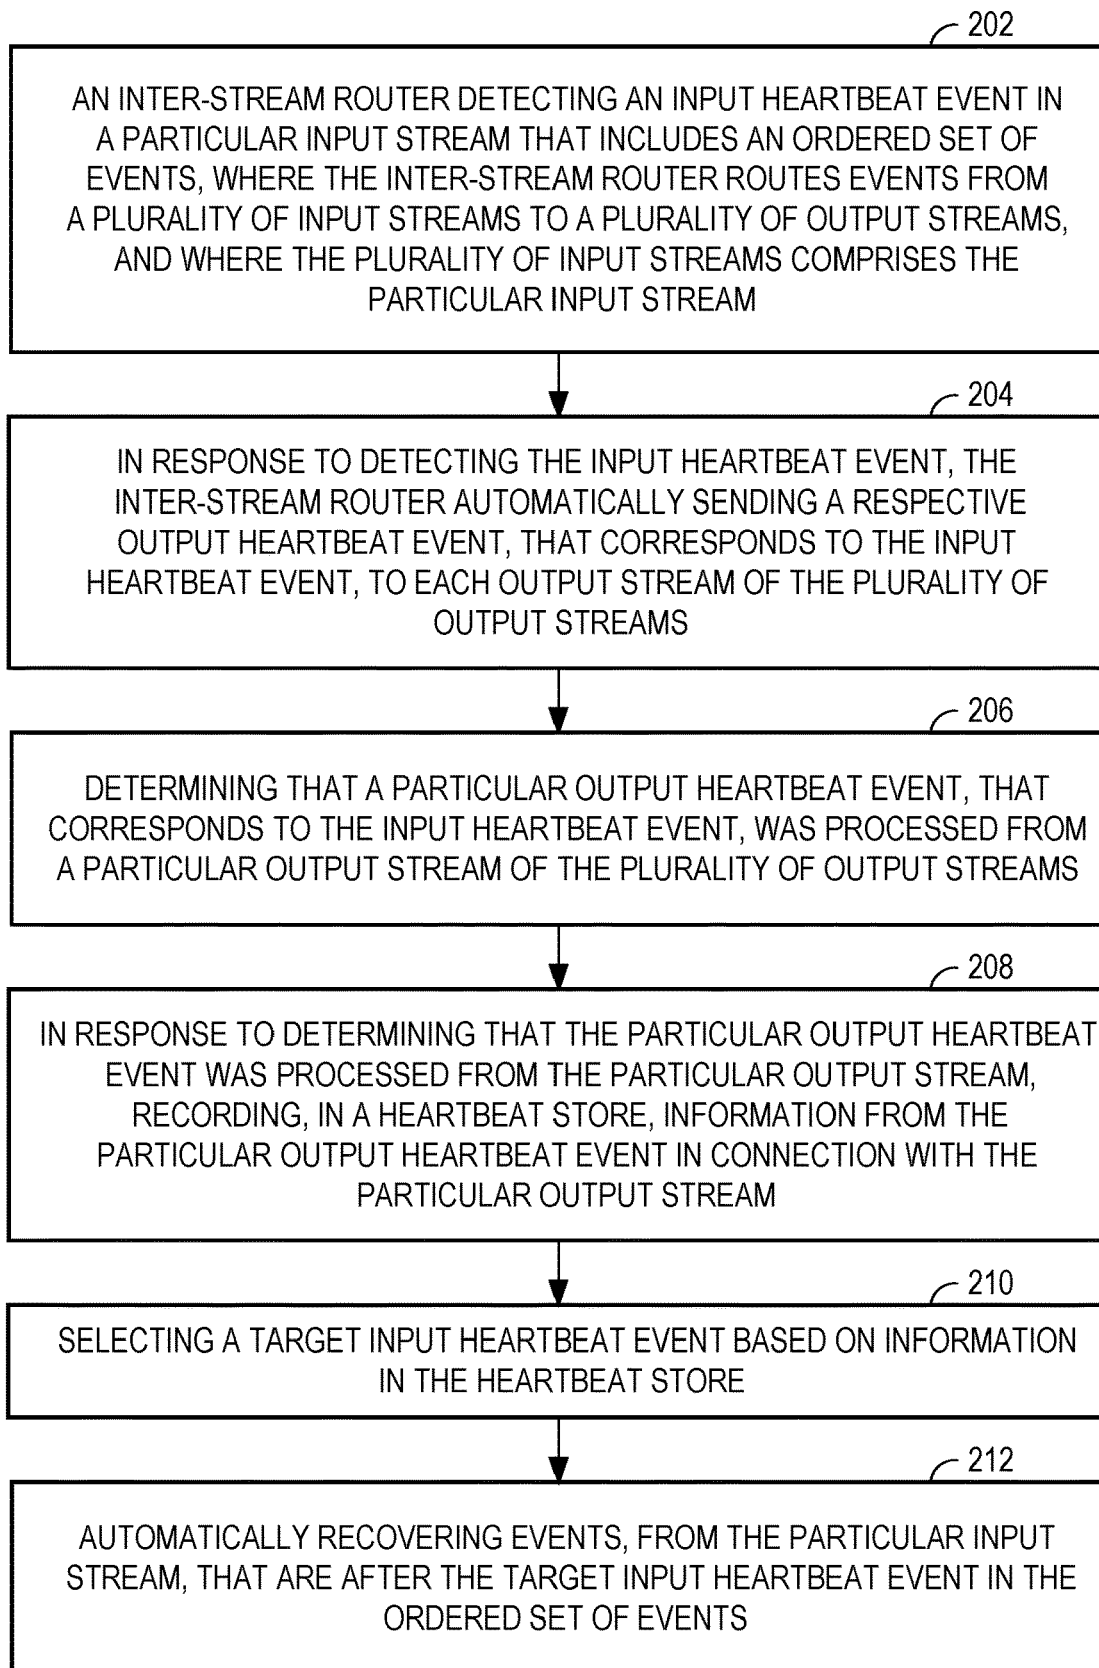 202
AN INTER-STREAM ROUTER DETECTING AN INPUT HEARTBEAT EVENT IN
A PARTICULAR INPUT STREAM THAT INCLUDES AN ORDERED SET OF
EVENTS, WHERE THE INTER-STREAM ROUTER ROUTES EVENTS FROM
A PLURALITY OF INPUT STREAMS TO A PLURALITY OF OUTPUT STREAMS,
AND WHERE THE PLURALITY OF INPUT STREAMS COMPRISES THE
PARTICULAR INPUT STREAM
204
IN RESPONSE TO DETECTING THE INPUT HEARTBEAT EVENT, THE
INTER-STREAM ROUTER AUTOMATICALLY SENDING A RESPECTIVE
OUTPUT HEARTBEAT EVENT, THAT CORRESPONDS TO THE INPUT
HEARTBEAT EVENT, TO EACH OUTPUT STREAM OF THE PLURALITY OF
OUTPUT STREAMS
206
DETERMINING THAT A PARTICULAR OUTPUT HEARTBEAT EVENT, THAT
CORRESPONDS TO THE INPUT HEARTBEAT EVENT, WAS PROCESSED FROM
A PARTICULAR OUTPUT STREAM OF THE PLURALITY OF OUTPUT STREAMS
208
IN RESPONSE TO DETERMINING THAT THE PARTICULAR OUTPUT HEARTBEAT
EVENT WAS PROCESSED FROM THE PARTICULAR OUTPUT STREAM,
RECORDING, IN A HEARTBEAT STORE, INFORMATION FROM THE
PARTICULAR OUTPUT HEARTBEAT EVENT IN CONNECTION WITH THE
PARTICULAR OUTPUT STREAM
210
SELECTING A TARGET INPUT HEARTBEAT EVENT BASED ON INFORMATION
IN THE HEARTBEAT STORE
212
AUTOMATICALLY RECOVERING EVENTS, FROM THE PARTICULAR INPUT
STREAM, THAT ARE AFTER THE TARGET INPUT HEARTBEAT EVENT IN THE
ORDERED SET OF EVENTS